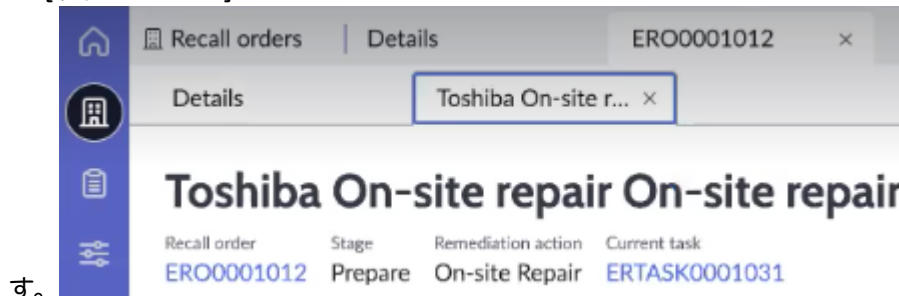 Recall orders | Details ERO0001012 ×
Details Toshiba On-site r... ×
Toshiba On-site repair On-site repair
Recall order Stage Remediation action Current task
ERO0001012 Prepare On-site Repair ERTASK0001031
す。